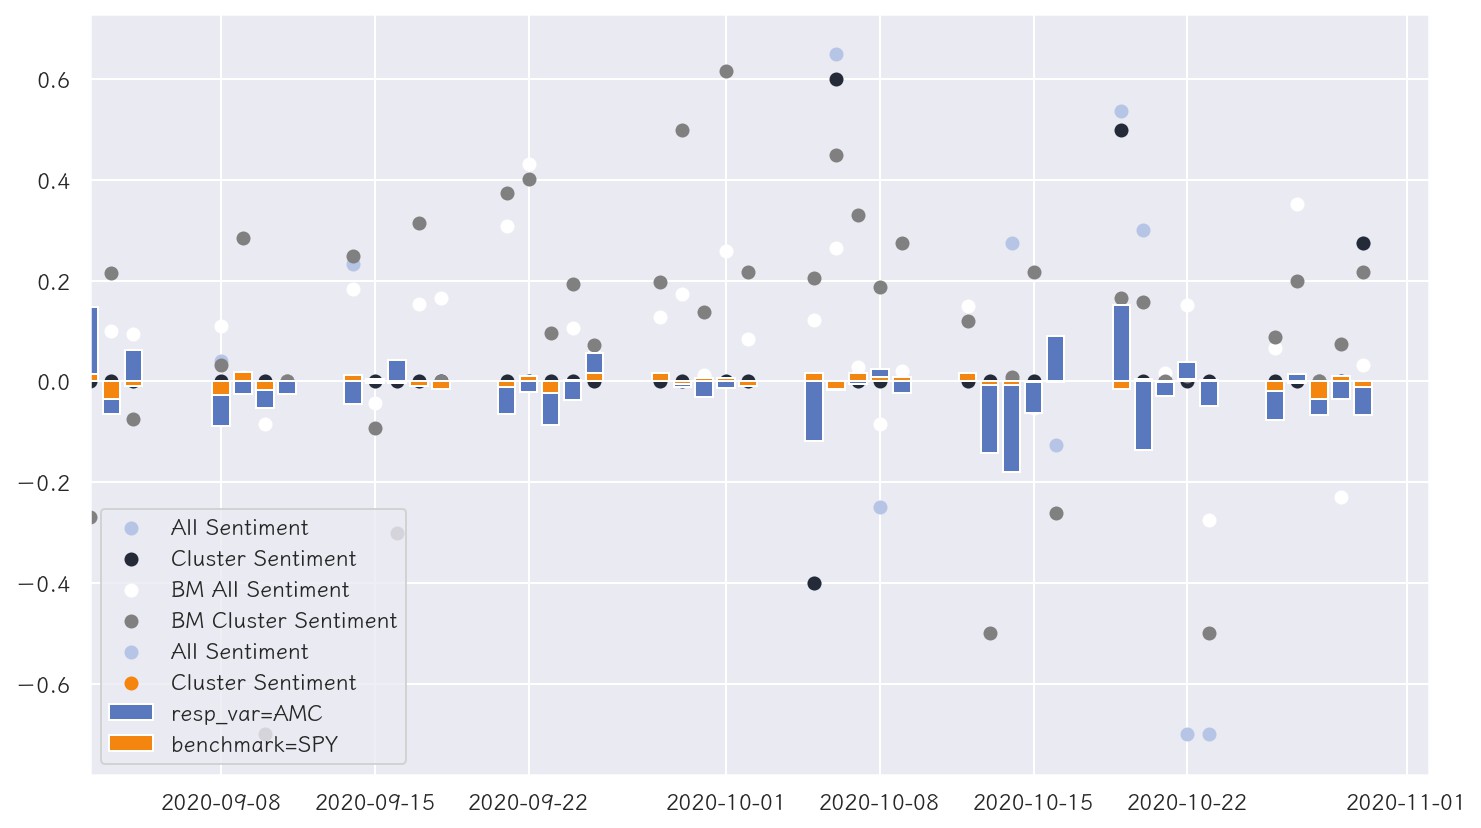 0.6
0.4
0.2
0.0
−0.2
−0.4
−0.6
All Sentiment
Cluster Sentiment
BM All Sentiment
BM Cluster Sentiment
All Sentiment
Cluster Sentiment
resp_var=AMC
benchmark=SPY
2020-09-08 2020-09-15 2020-09-22 2020-10-01 2020-10-08 2020-10-15 2020-10-22 2020-11-01